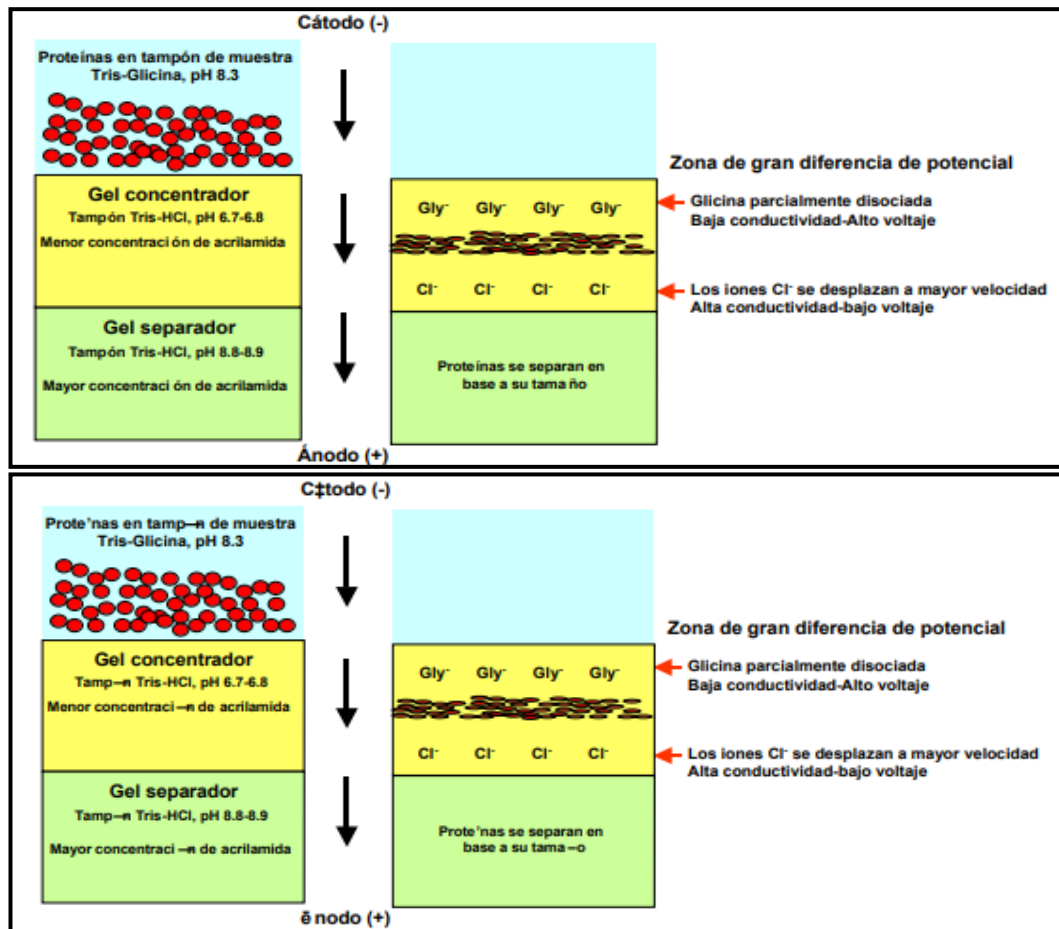 Cátodo (-)
Proteínas en tampón de muestra
Tris-Glicina, pH 8.3
Gel concentrador
Tampón Tris-HCl, pH 6.7-6.8
Menor concentraci ón de acrilamida
Gel separador
Tampón Tris-HCl, pH 8.8-8.9
Mayor concentraci ón de acrilamida
Zona de gran diferencia de potencial
Gly⁻ Gly⁻ Gly⁻ Gly⁻
Glicina parcialmente disociada
Baja conductividad-Alto voltaje
Cl⁻ Cl⁻ Cl⁻ Cl⁻
Los iones Cl⁻ se desplazan a mayor velocidad
Alta conductividad-bajo voltaje
Proteínas se separan en
base a su tama ño
Ánodo (+)
C‡todo (-)
Prote’nas en tamp—n de muestra
Tris-Glicina, pH 8.3
Gel concentrador
Tamp—n Tris-HCl, pH 6.7-6.8
Menor concentraci —n de acrilamida
Gel separador
Tamp—n Tris-HCl, pH 8.8-8.9
Mayor concentraci —n de acrilamida
Zona de gran diferencia de potencial
Gly⁻ Gly⁻ Gly⁻ Gly⁻
Glicina parcialmente disociada
Baja conductividad-Alto voltaje
Cl⁻ Cl⁻ Cl⁻ Cl⁻
Los iones Cl⁻ se desplazan a mayor velocidad
Alta conductividad-bajo voltaje
Prote’nas se separan en
base a su tama —o
ē nodo (+)